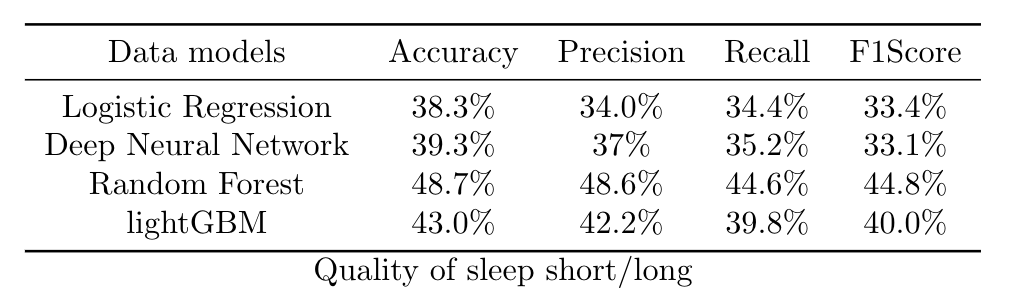 Data models Accuracy Precision Recall F1Score
Logistic Regression 38.3% 34.0% 34.4% 33.4%
Deep Neural Network 39.3% 37% 35.2% 33.1%
Random Forest 48.7% 48.6% 44.6% 44.8%
lightGBM 43.0% 42.2% 39.8% 40.0%
Quality of sleep short/long